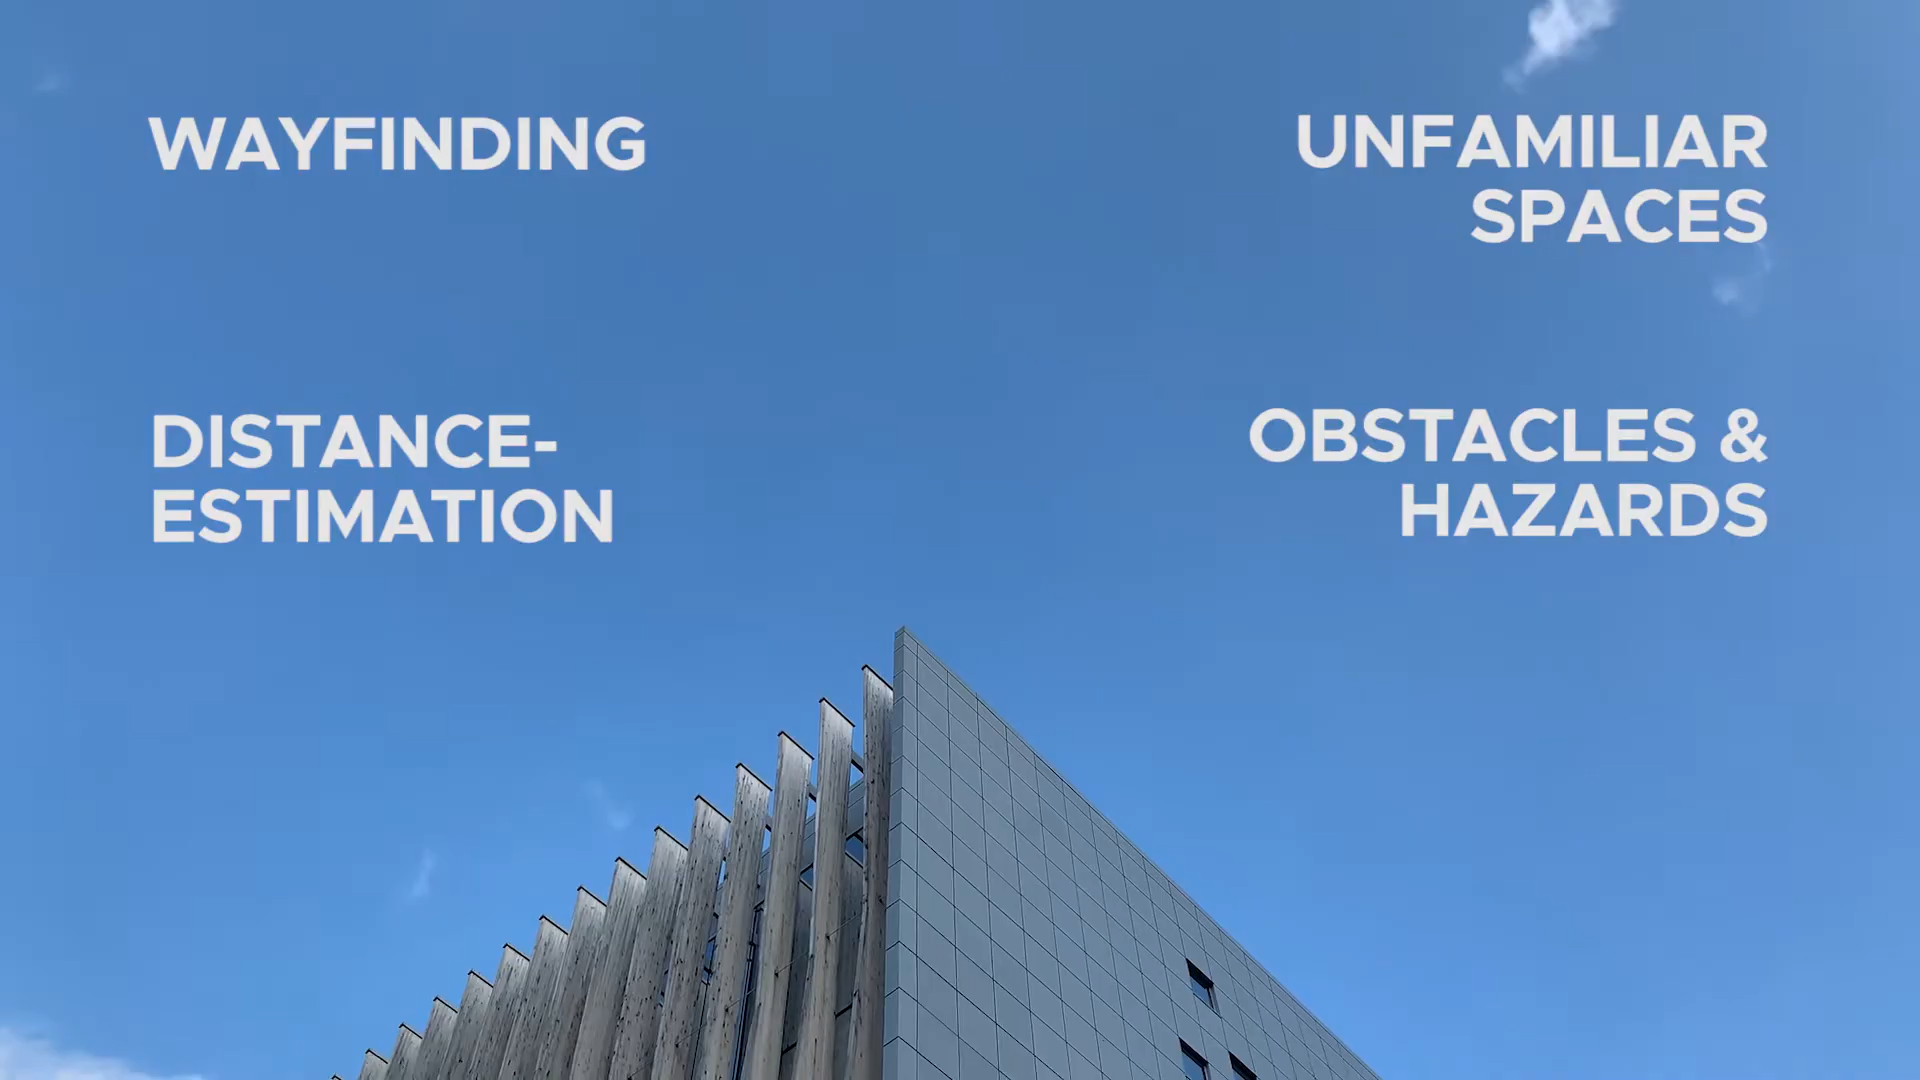 WAYFINDING
UNFAMILIAR
SPACES
DISTANCE-
ESTIMATION
OBSTACLES &
HAZARDS